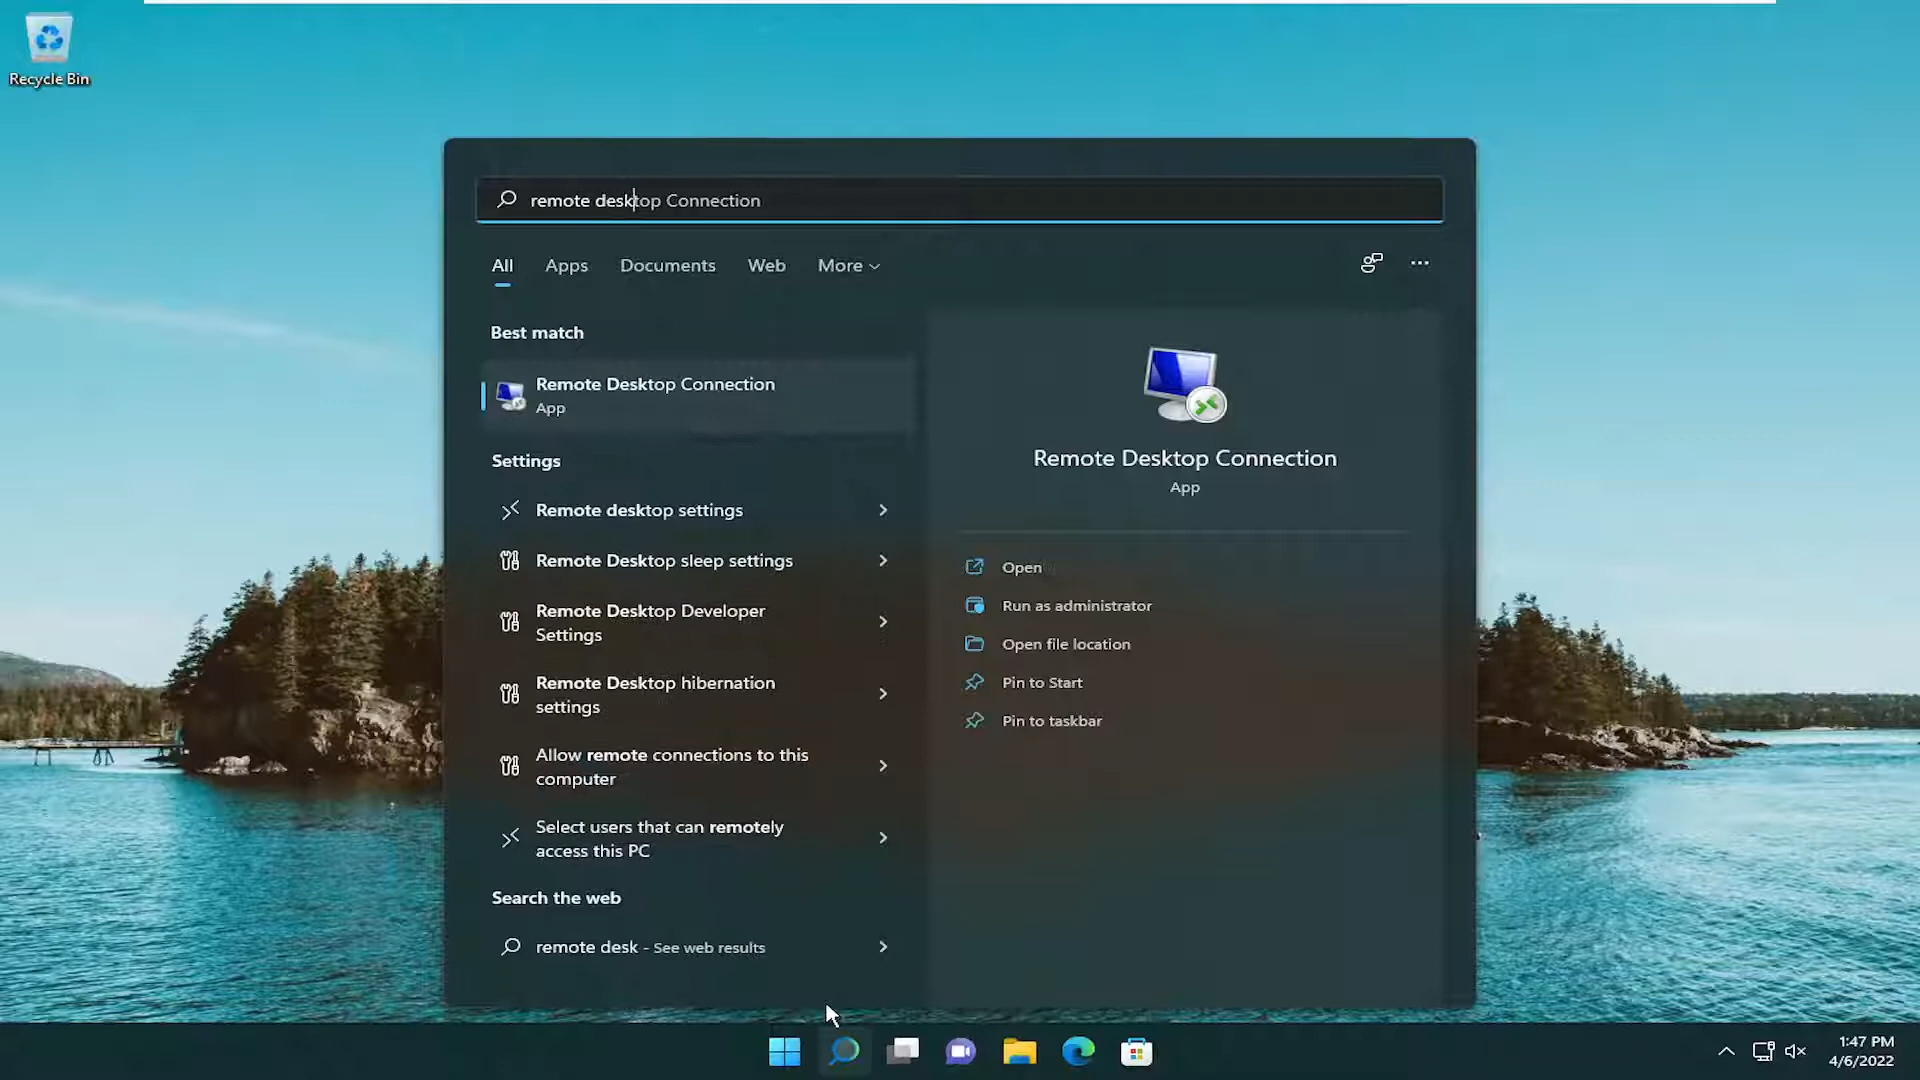 Recycle Bin
remote desktop Connection
All Apps Documents Web More
Best match
Remote Desktop Connection
App
Settings
Remote desktop settings
Remote Desktop sleep settings
Remote Desktop Developer
Settings
Remote Desktop hibernation
settings
Allow remote connections to this
computer
Select users that can remotely
access this PC
Search the web
remote desk - See web results
Remote Desktop Connection
App
Open
Run as administrator
Open file location
Pin to Start
Pin to taskbar
1:47 PM
4/6/2022